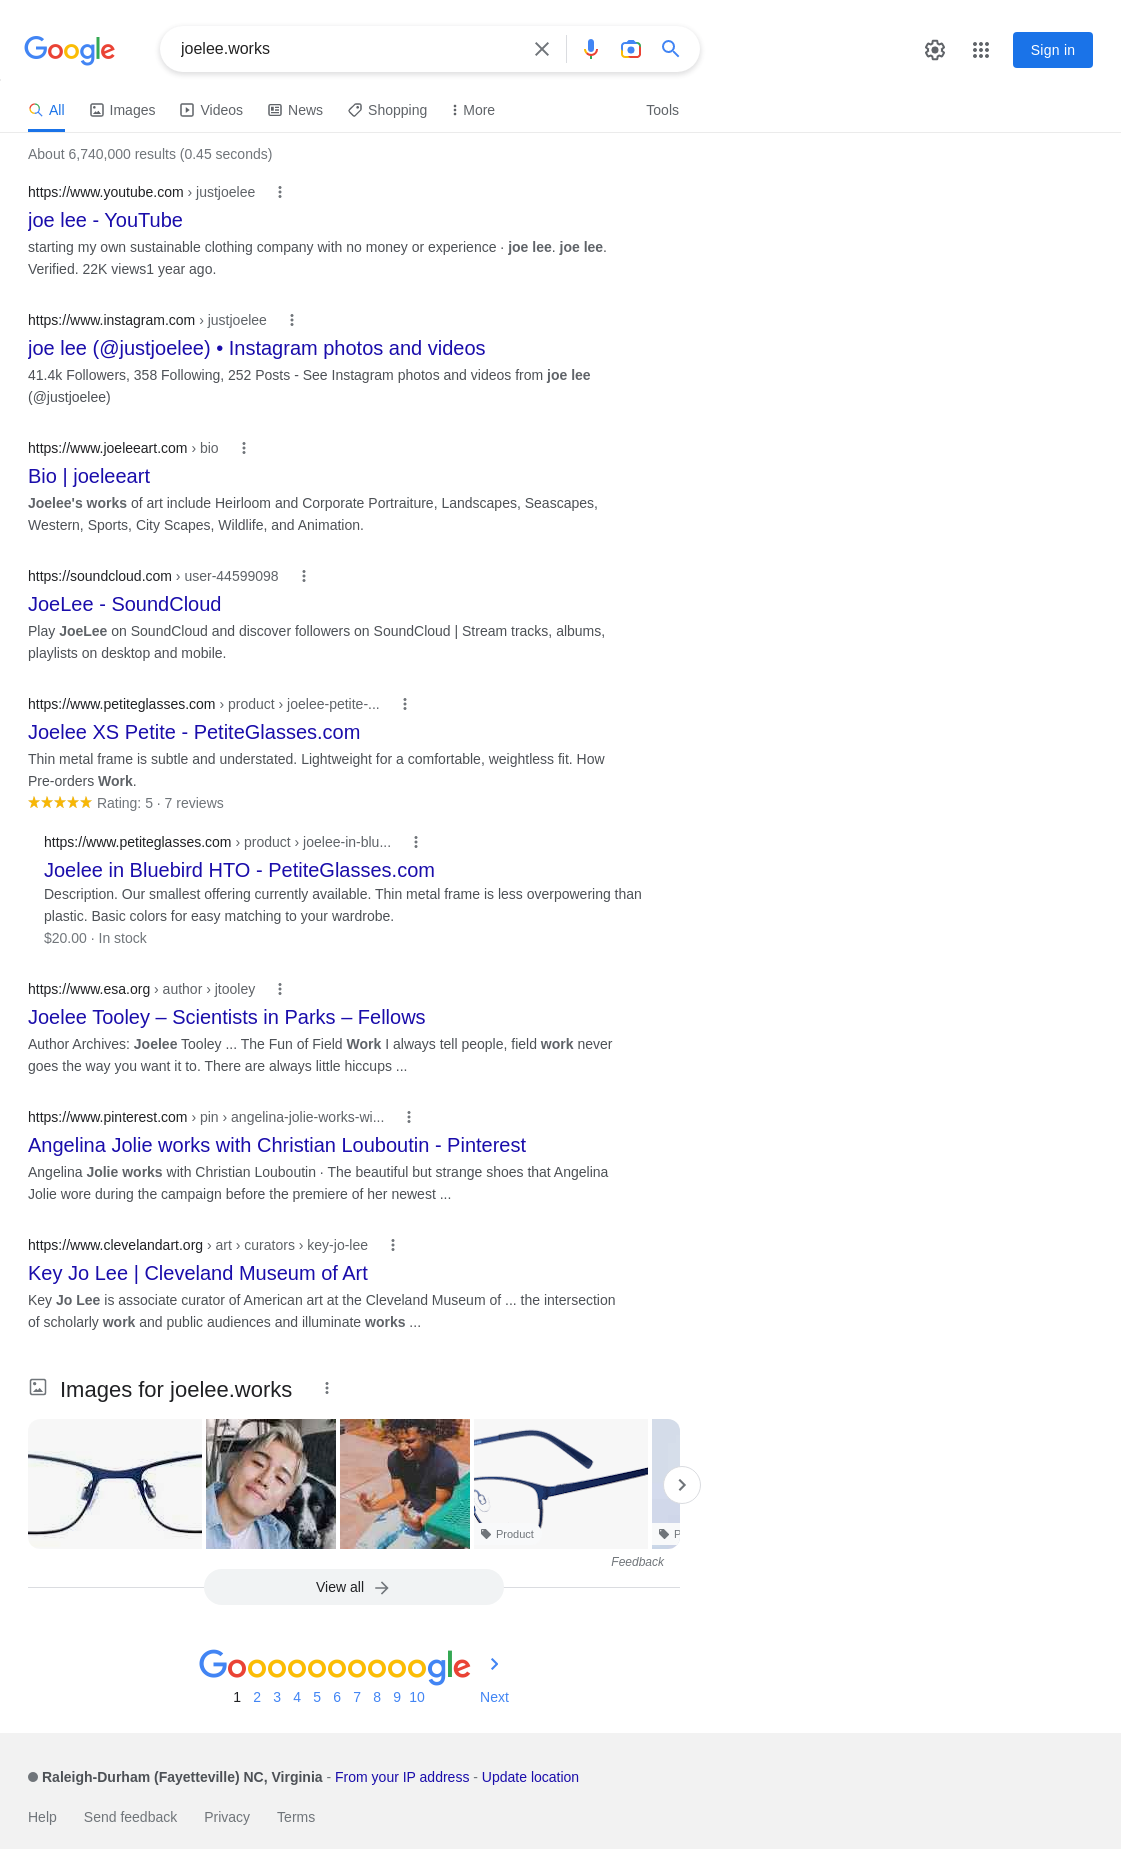 Google
joelee.works
Sign in
All Images Videos News Shopping More Tools
About 6,740,000 results (0.45 seconds)
https://www.youtube.com › justjoelee
joe lee - YouTube
starting my own sustainable clothing company with no money or experience · joe lee. joe lee.
Verified. 22K views1 year ago.
https://www.instagram.com › justjoelee
joe lee (@justjoelee) • Instagram photos and videos
41.4k Followers, 358 Following, 252 Posts - See Instagram photos and videos from joe lee
(@justjoelee)
https://www.joeleeart.com › bio
Bio | joeleeart
Joelee's works of art include Heirloom and Corporate Portraiture, Landscapes, Seascapes,
Western, Sports, City Scapes, Wildlife, and Animation.
https://soundcloud.com › user-44599098
JoeLee - SoundCloud
Play JoeLee on SoundCloud and discover followers on SoundCloud | Stream tracks, albums,
playlists on desktop and mobile.
https://www.petiteglasses.com › product › joelee-petite-...
Joelee XS Petite - PetiteGlasses.com
Thin metal frame is subtle and understated. Lightweight for a comfortable, weightless fit. How
Pre-orders Work.
Rating: 5 · 7 reviews
https://www.petiteglasses.com › product › joelee-in-blu...
Joelee in Bluebird HTO - PetiteGlasses.com
Description. Our smallest offering currently available. Thin metal frame is less overpowering than
plastic. Basic colors for easy matching to your wardrobe.
$20.00 · In stock
https://www.esa.org › author › jtooley
Joelee Tooley – Scientists in Parks – Fellows
Author Archives: Joelee Tooley ... The Fun of Field Work I always tell people, field work never
goes the way you want it to. There are always little hiccups ...
https://www.pinterest.com › pin › angelina-jolie-works-wi...
Angelina Jolie works with Christian Louboutin - Pinterest
Angelina Jolie works with Christian Louboutin · The beautiful but strange shoes that Angelina
Jolie wore during the campaign before the premiere of her newest ...
https://www.clevelandart.org › art › curators › key-jo-lee
Key Jo Lee | Cleveland Museum of Art
Key Jo Lee is associate curator of American art at the Cleveland Museum of ... the intersection
of scholarly work and public audiences and illuminate works ...
Images for joelee.works
Product P
Feedback
View all
Goooooooooogle
1 2 3 4 5 6 7 8 9 10 Next
Raleigh-Durham (Fayetteville) NC, Virginia - From your IP address - Update location
Help Send feedback Privacy Terms